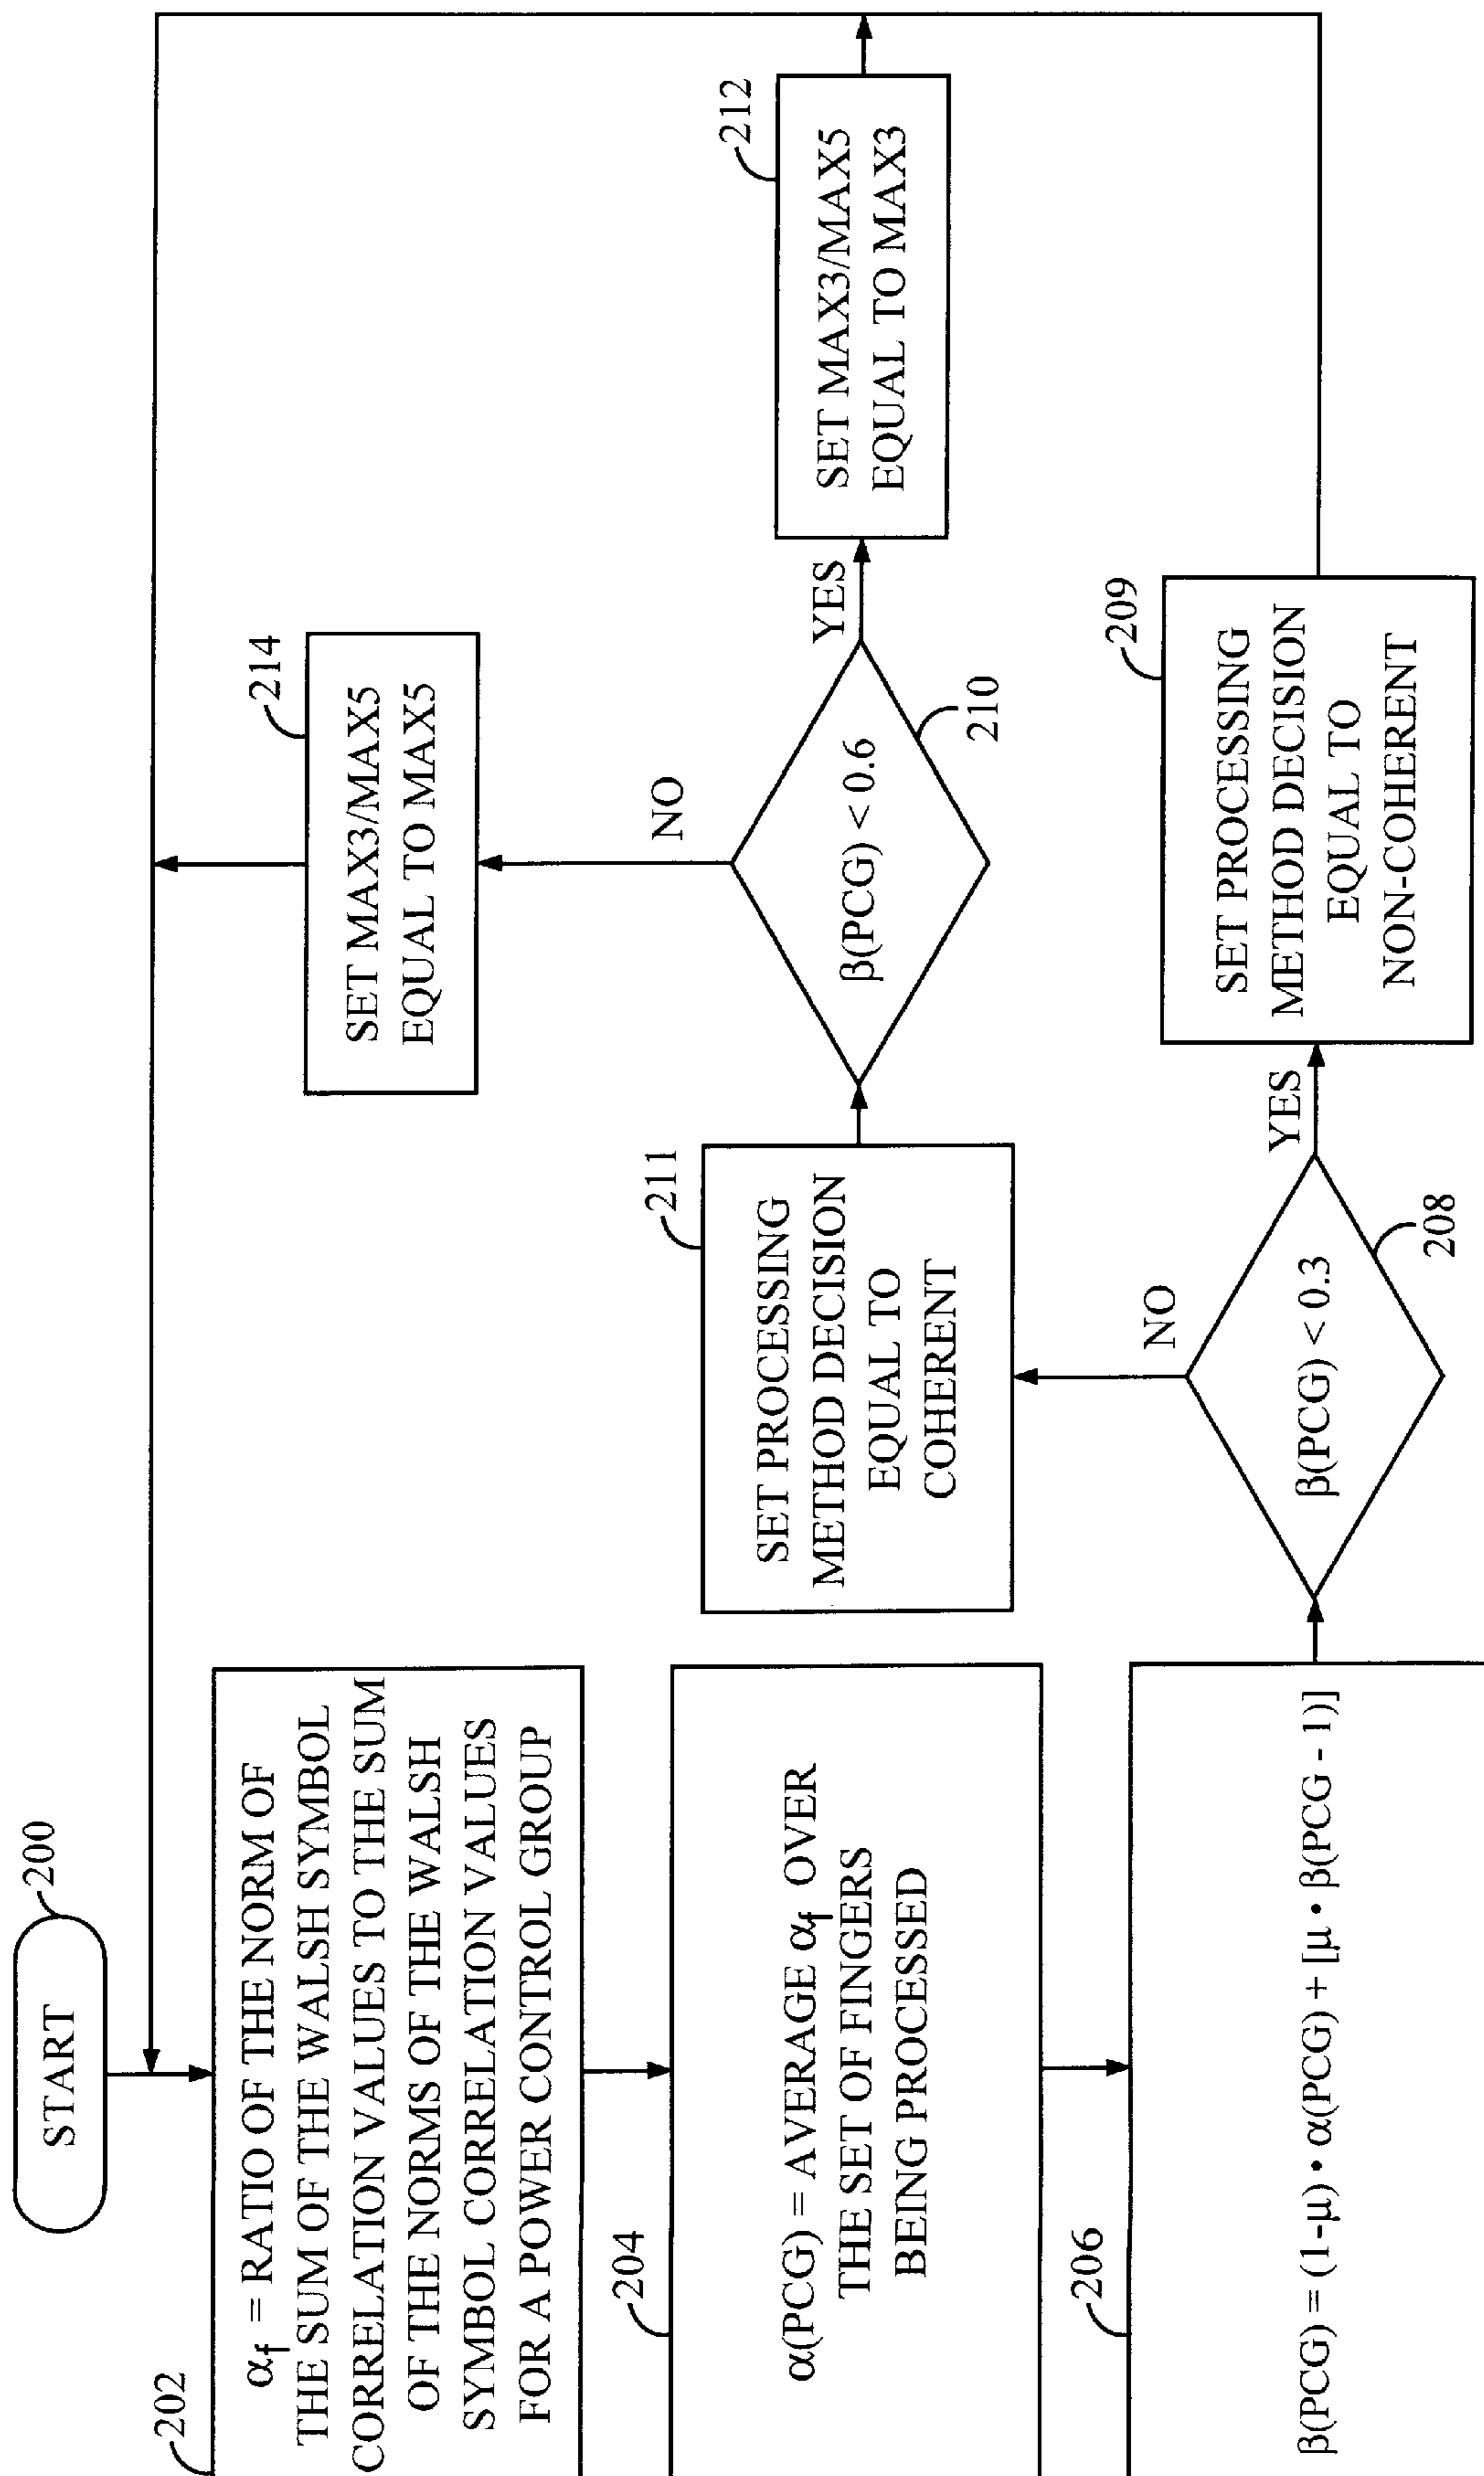 START
200
202
αf = RATIO OF THE NORM OF
THE SUM OF THE WALSH SYMBOL
CORRELATION VALUES TO THE SUM
OF THE NORMS OF THE WALSH
SYMBOL CORRELATION VALUES
FOR A POWER CONTROL GROUP
204
α(PCG) = AVERAGE αf OVER
THE SET OF FINGERS
BEING PROCESSED
206
β(PCG) = (1-μ) • α(PCG) + [μ • β(PCG - 1)]
β(PCG) < 0.3
208
NO
YES
211
SET PROCESSING
METHOD DECISION
EQUAL TO
COHERENT
209
SET PROCESSING
METHOD DECISION
EQUAL TO
NON-COHERENT
β(PCG) < 0.6
210
NO
YES
214
SET MAX3/MAX5
EQUAL TO MAX5
212
SET MAX3/MAX5
EQUAL TO MAX3